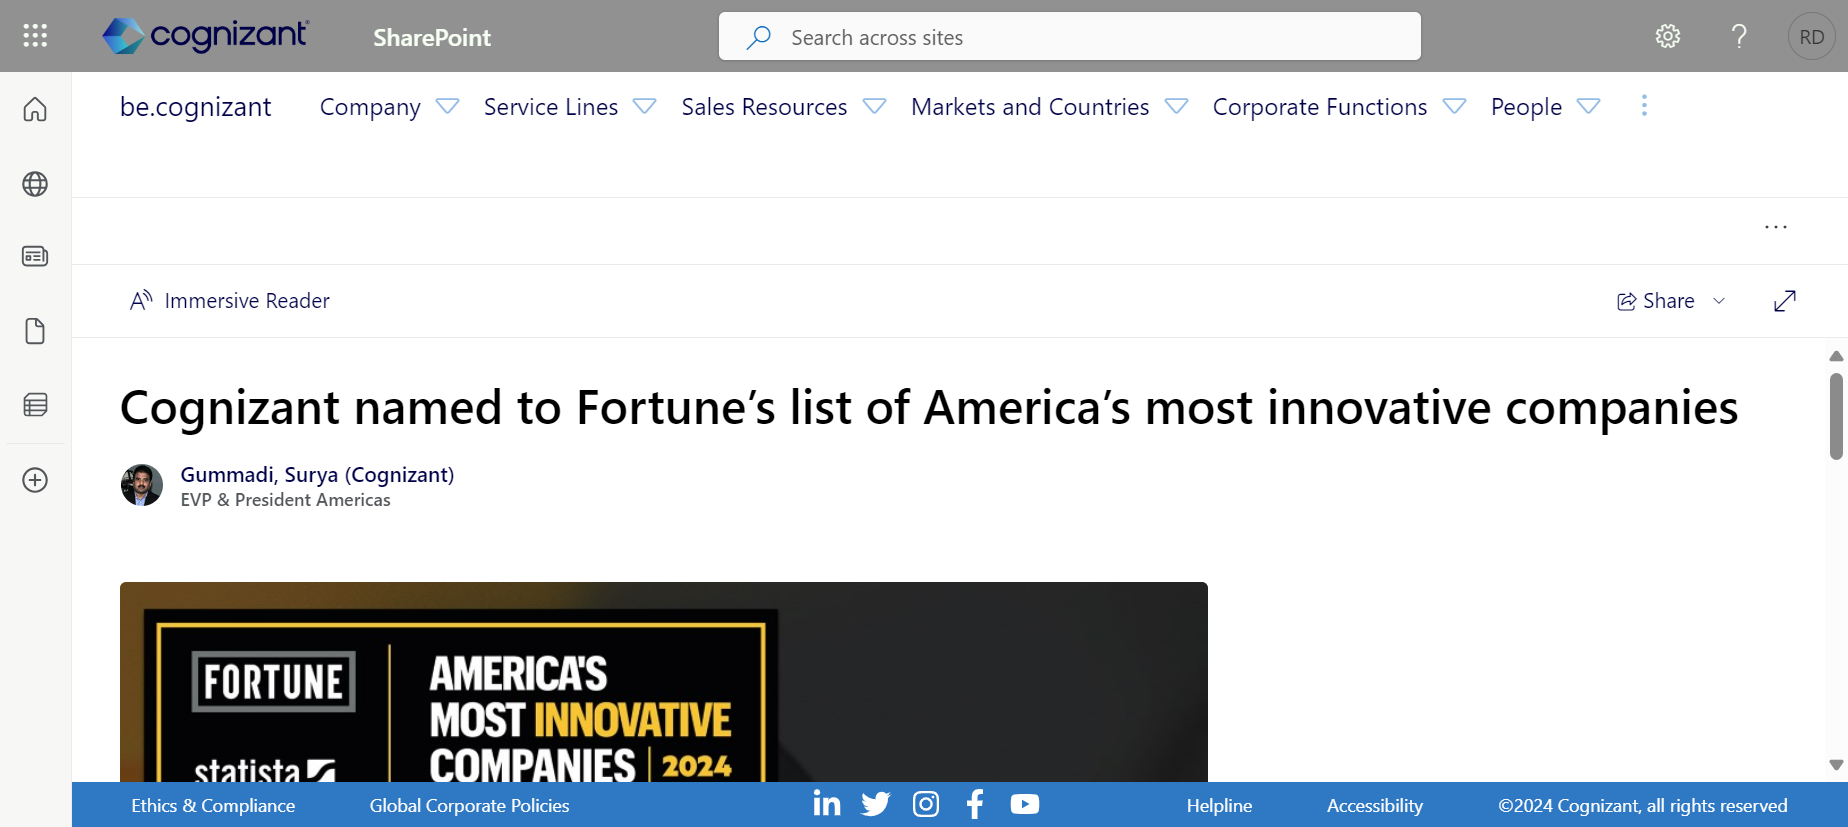 cognizant
SharePoint
Search across sites
RD
be.cognizant
Company
Service Lines
Sales Resources
Markets and Countries
Corporate Functions
People
Immersive Reader
Share
Cognizant named to Fortune’s list of America’s most innovative companies
Gummadi, Surya (Cognizant)
EVP & President Americas
FORTUNE
statista
AMERICA'S
MOST INNOVATIVE
COMPANIES | 2024
Ethics & Compliance
Global Corporate Policies
Helpline
Accessibility
©2024 Cognizant, all rights reserved